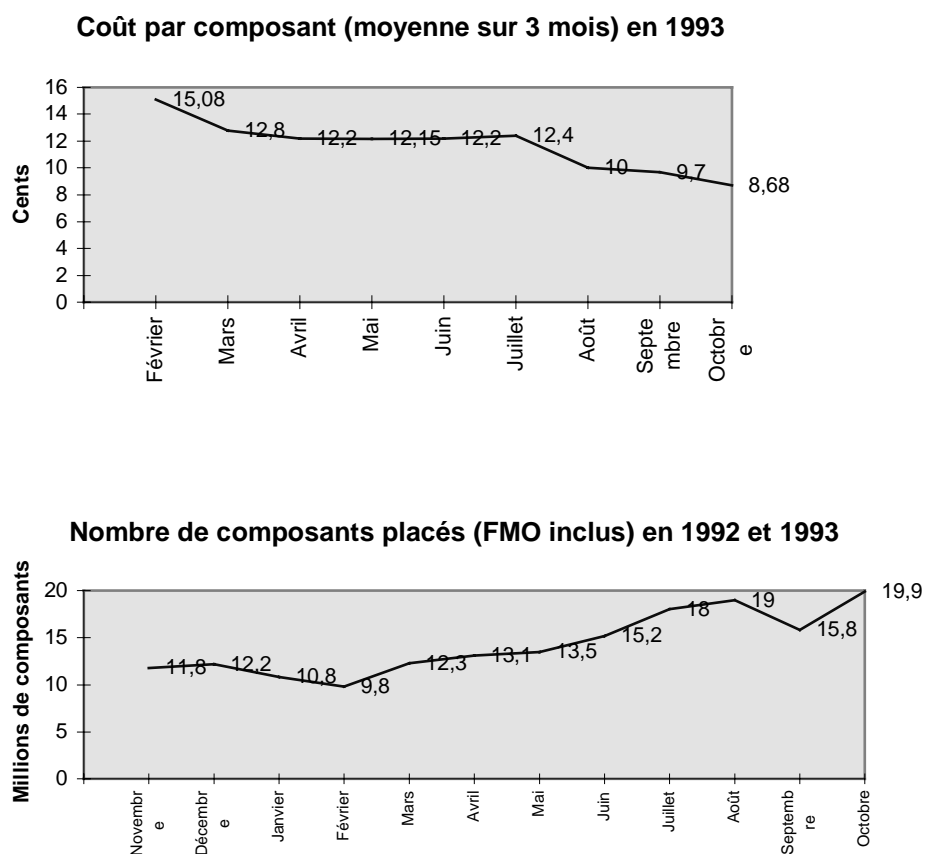 Coût par composant (moyenne sur 3 mois) en 1993
Cents
16
14
12
10
8
6
4
2
0
15,08
12,8
12,2
12,15
12,2
12,4
10
9,7
8,68
Février
Mars
Avril
Mai
Juin
Juillet
Août
Septe
mbre
Octobr
e
Nombre de composants placés (FMO inclus) en 1992 et 1993
Millions de composants
20
15
10
5
0
11,8
12,2
10,8
9,8
12,3
13,1
13,5
15,2
18
19
15,8
19,9
Novembr
e
Décembr
e
Janvier
Février
Mars
Avril
Mai
Juin
Juillet
Août
Septemb
re
Octobre